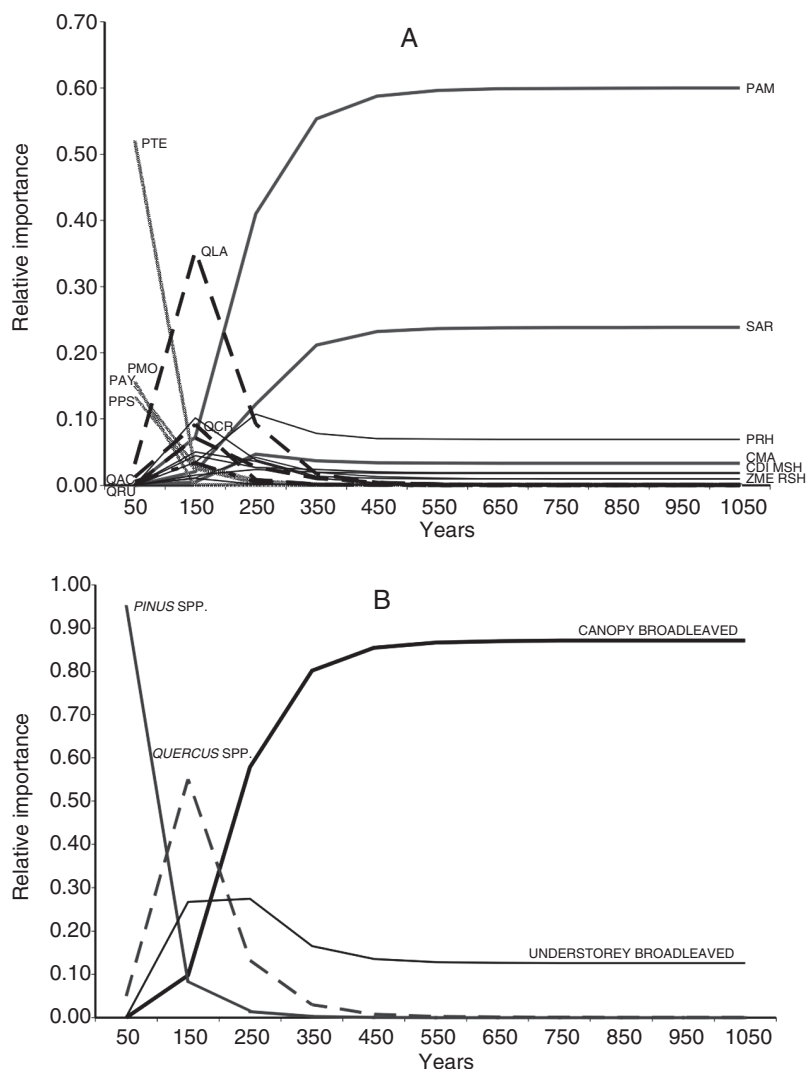 A
0.70
0.60
0.50
0.40
0.30
0.20
0.10
0.00
Relative importance
PTE
QLA
PMO
PAY
PPS
QCR
QAC
QRU
PAM
SAR
PRH
CMA
CDI MSH
ZME RSH
50 150 250 350 450 550 650 750 850 950 1050
Years
B
1.00
0.90
0.80
0.70
0.60
0.50
0.40
0.30
0.20
0.10
0.00
Relative importance
PINUS SPP.
QUERCUS SPP.
CANOPY BROADLEAVED
UNDERSTOREY BROADLEAVED
50 150 250 350 450 550 650 750 850 950 1050
Years